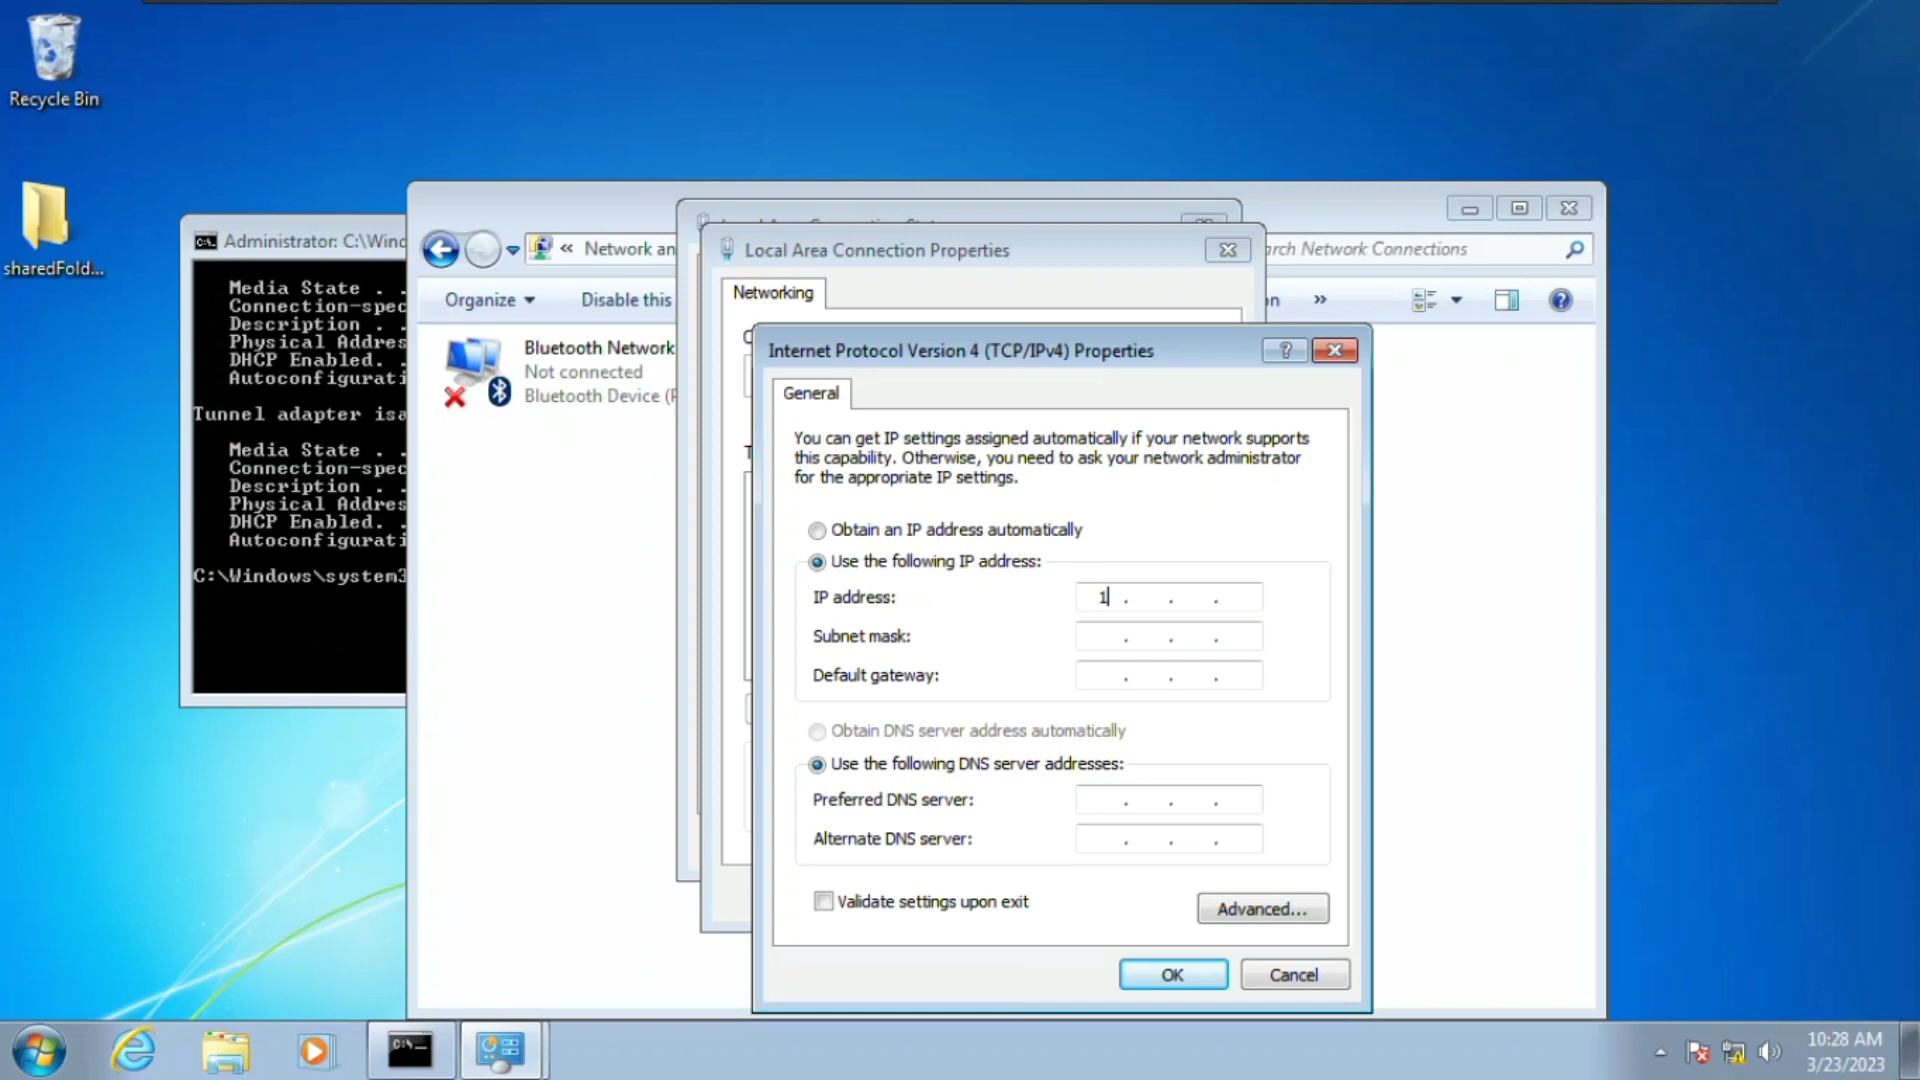 Recycle Bin
sharedFold...
Administrator: C:\Wind
Media State . .
Connection-spec
Description . .
Physical Addres
DHCP Enabled. .
Autoconfigurati
Tunnel adapter isa
Media State . .
Connection-spec
Description . .
Physical Addres
DHCP Enabled. .
Autoconfigurati
C:\Windows\system3
« Network an
rch Network Connections
Organize
Disable this
on »
Bluetooth Network
Not connected
Bluetooth Device (P
Local Area Connection Properties
Networking
Internet Protocol Version 4 (TCP/IPv4) Properties
General
You can get IP settings assigned automatically if your network supports
this capability. Otherwise, you need to ask your network administrator
for the appropriate IP settings.
Obtain an IP address automatically
Use the following IP address:
IP address: 1 . . .
Subnet mask: . . .
Default gateway: . . .
Obtain DNS server address automatically
Use the following DNS server addresses:
Preferred DNS server: . . .
Alternate DNS server: . . .
Validate settings upon exit
Advanced...
OK
Cancel
10:28 AM
3/23/2023